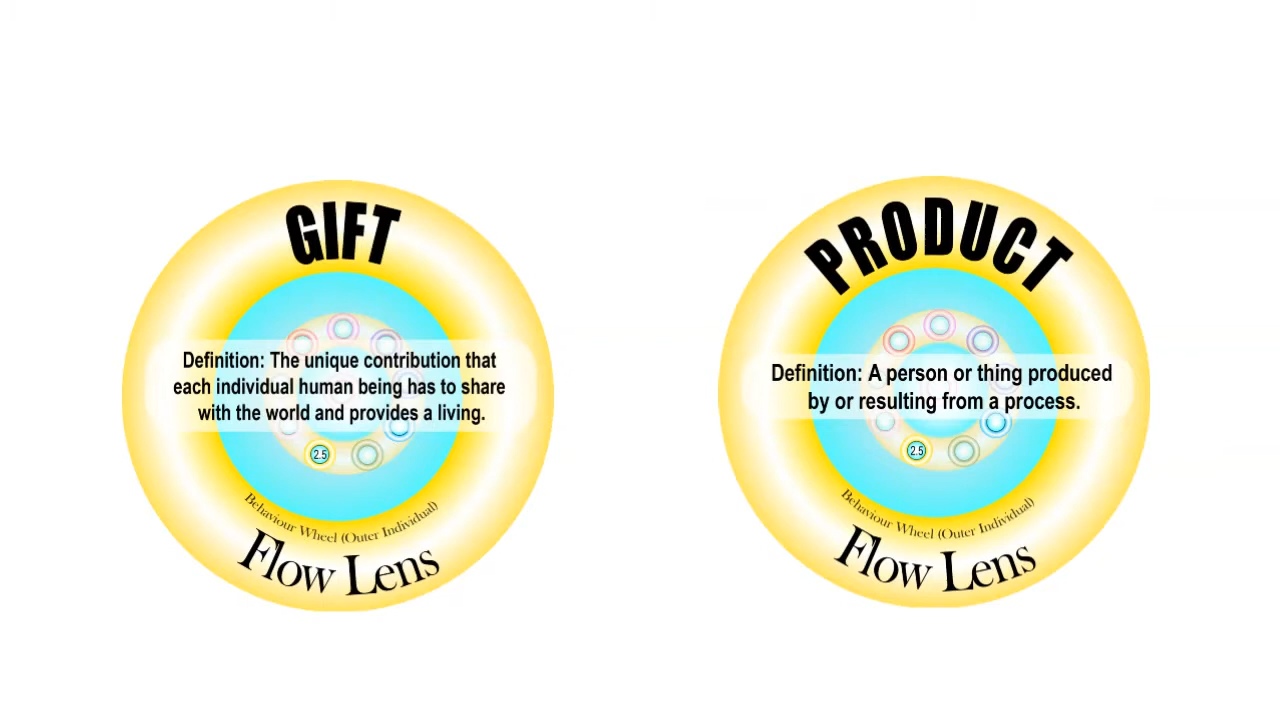 GIFT
Definition: The unique contribution that
each individual human being has to share
with the world and provides a living.
2.5
Behaviour Wheel (Outer Individual)
Flow Lens
PRODUCT
Definition: A person or thing produced
by or resulting from a process.
2.5
Behaviour Wheel (Outer Individual)
Flow Lens